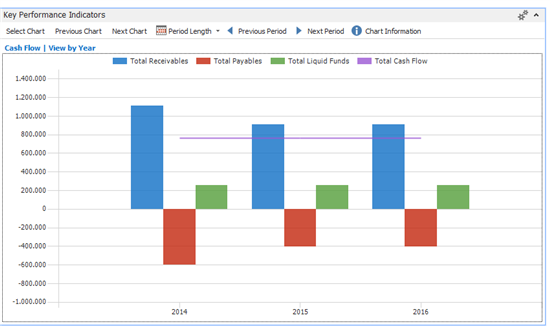 Key Performance Indicators
Select Chart Previous Chart Next Chart Period Length Previous Period Next Period Chart Information
Cash Flow | View by Year
Total Receivables Total Payables Total Liquid Funds Total Cash Flow
1.400.000
1.200.000
1.000.000
800.000
600.000
400.000
200.000
0
-200.000
-400.000
-600.000
-800.000
-1.000.000
2014 2015 2016